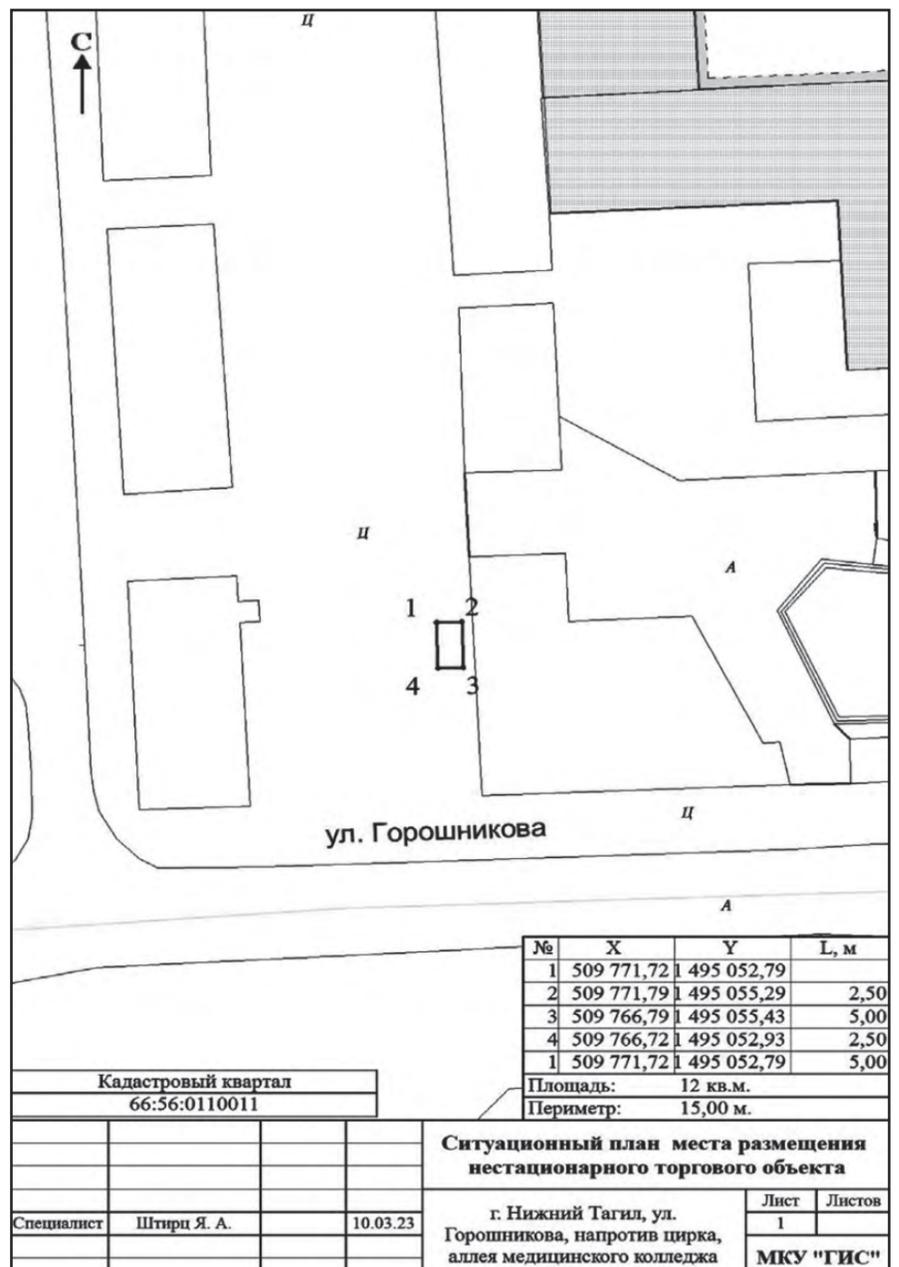 Ц
С
Ц
А
1 2
4 3
ул. Горошникова
Ц
А
№ X Y L, м
1 509 771,72 1 495 052,79
2 509 771,79 1 495 055,29 2,50
3 509 766,79 1 495 055,43 5,00
4 509 766,72 1 495 052,93 2,50
1 509 771,72 1 495 052,79 5,00
Площадь: 12 кв.м.
Периметр: 15,00 м.
Кадастровый квартал
66:56:0110011
Ситуационный план места размещения
нестационарного торгового объекта
Специалист Штирц Я. А. 10.03.23
г. Нижний Тагил, ул.
Горошникова, напротив цирка,
аллея медицинского колледжа
Лист Листов
1
МКУ "ГИС"